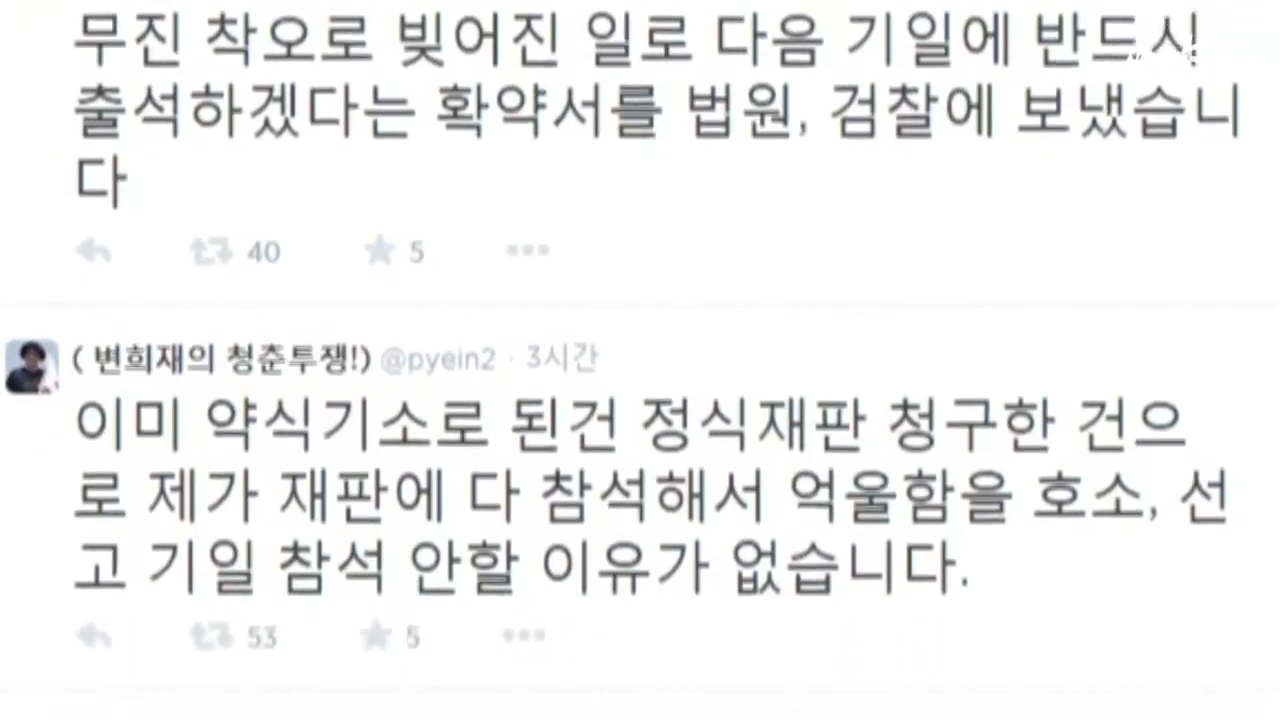 무진 착오로 빚어진 일로 다음 기일에 반드시
출석하겠다는 확약서를 법원, 검찰에 보냈습니
다
40 5
( 변희재의 청춘투쟁!) @pyein2 · 3시간
이미 약식기소로 된건 정식재판 청구한 건으
로 제가 재판에 다 참석해서 억울함을 호소, 선
고 기일 참석 안할 이유가 없습니다.
53 5